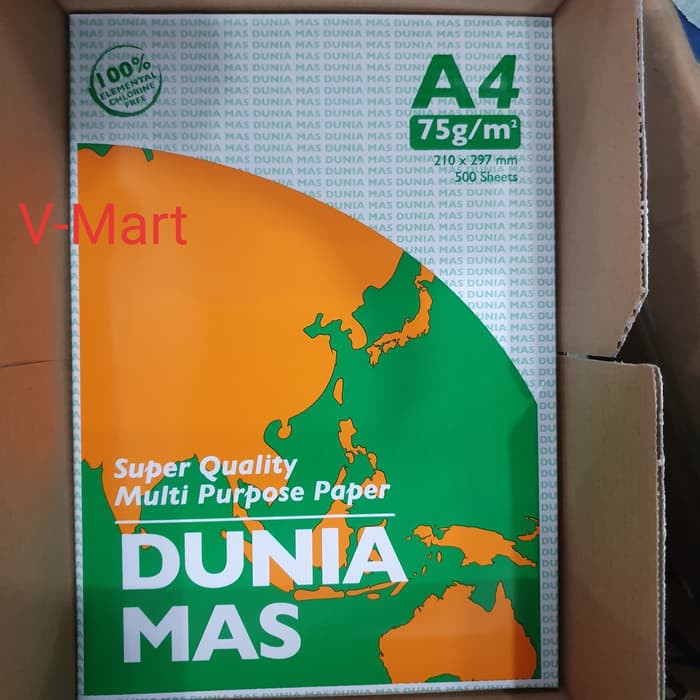 100%
ELEMENTAL
CHLORINE
FREE
A4
75g/m²
210 x 297 mm
500 Sheets
V-Mart
Super Quality
Multi Purpose Paper
DUNIA
MAS